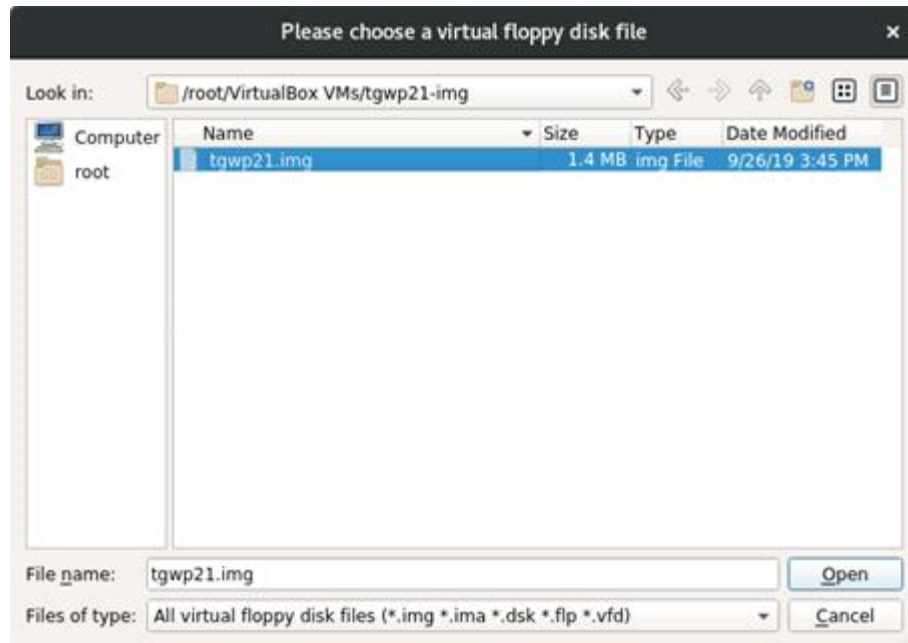 Please choose a virtual floppy disk file
Look in: /root/VirtualBox VMs/tgwp21-img
Computer
root
Name Size Type Date Modified
tgwp21.img 1.4 MB img File 9/26/19 3:45 PM
File name: tgwp21.img Open
Files of type: All virtual floppy disk files (*.img *.ima *.dsk *.flp *.vfd) Cancel